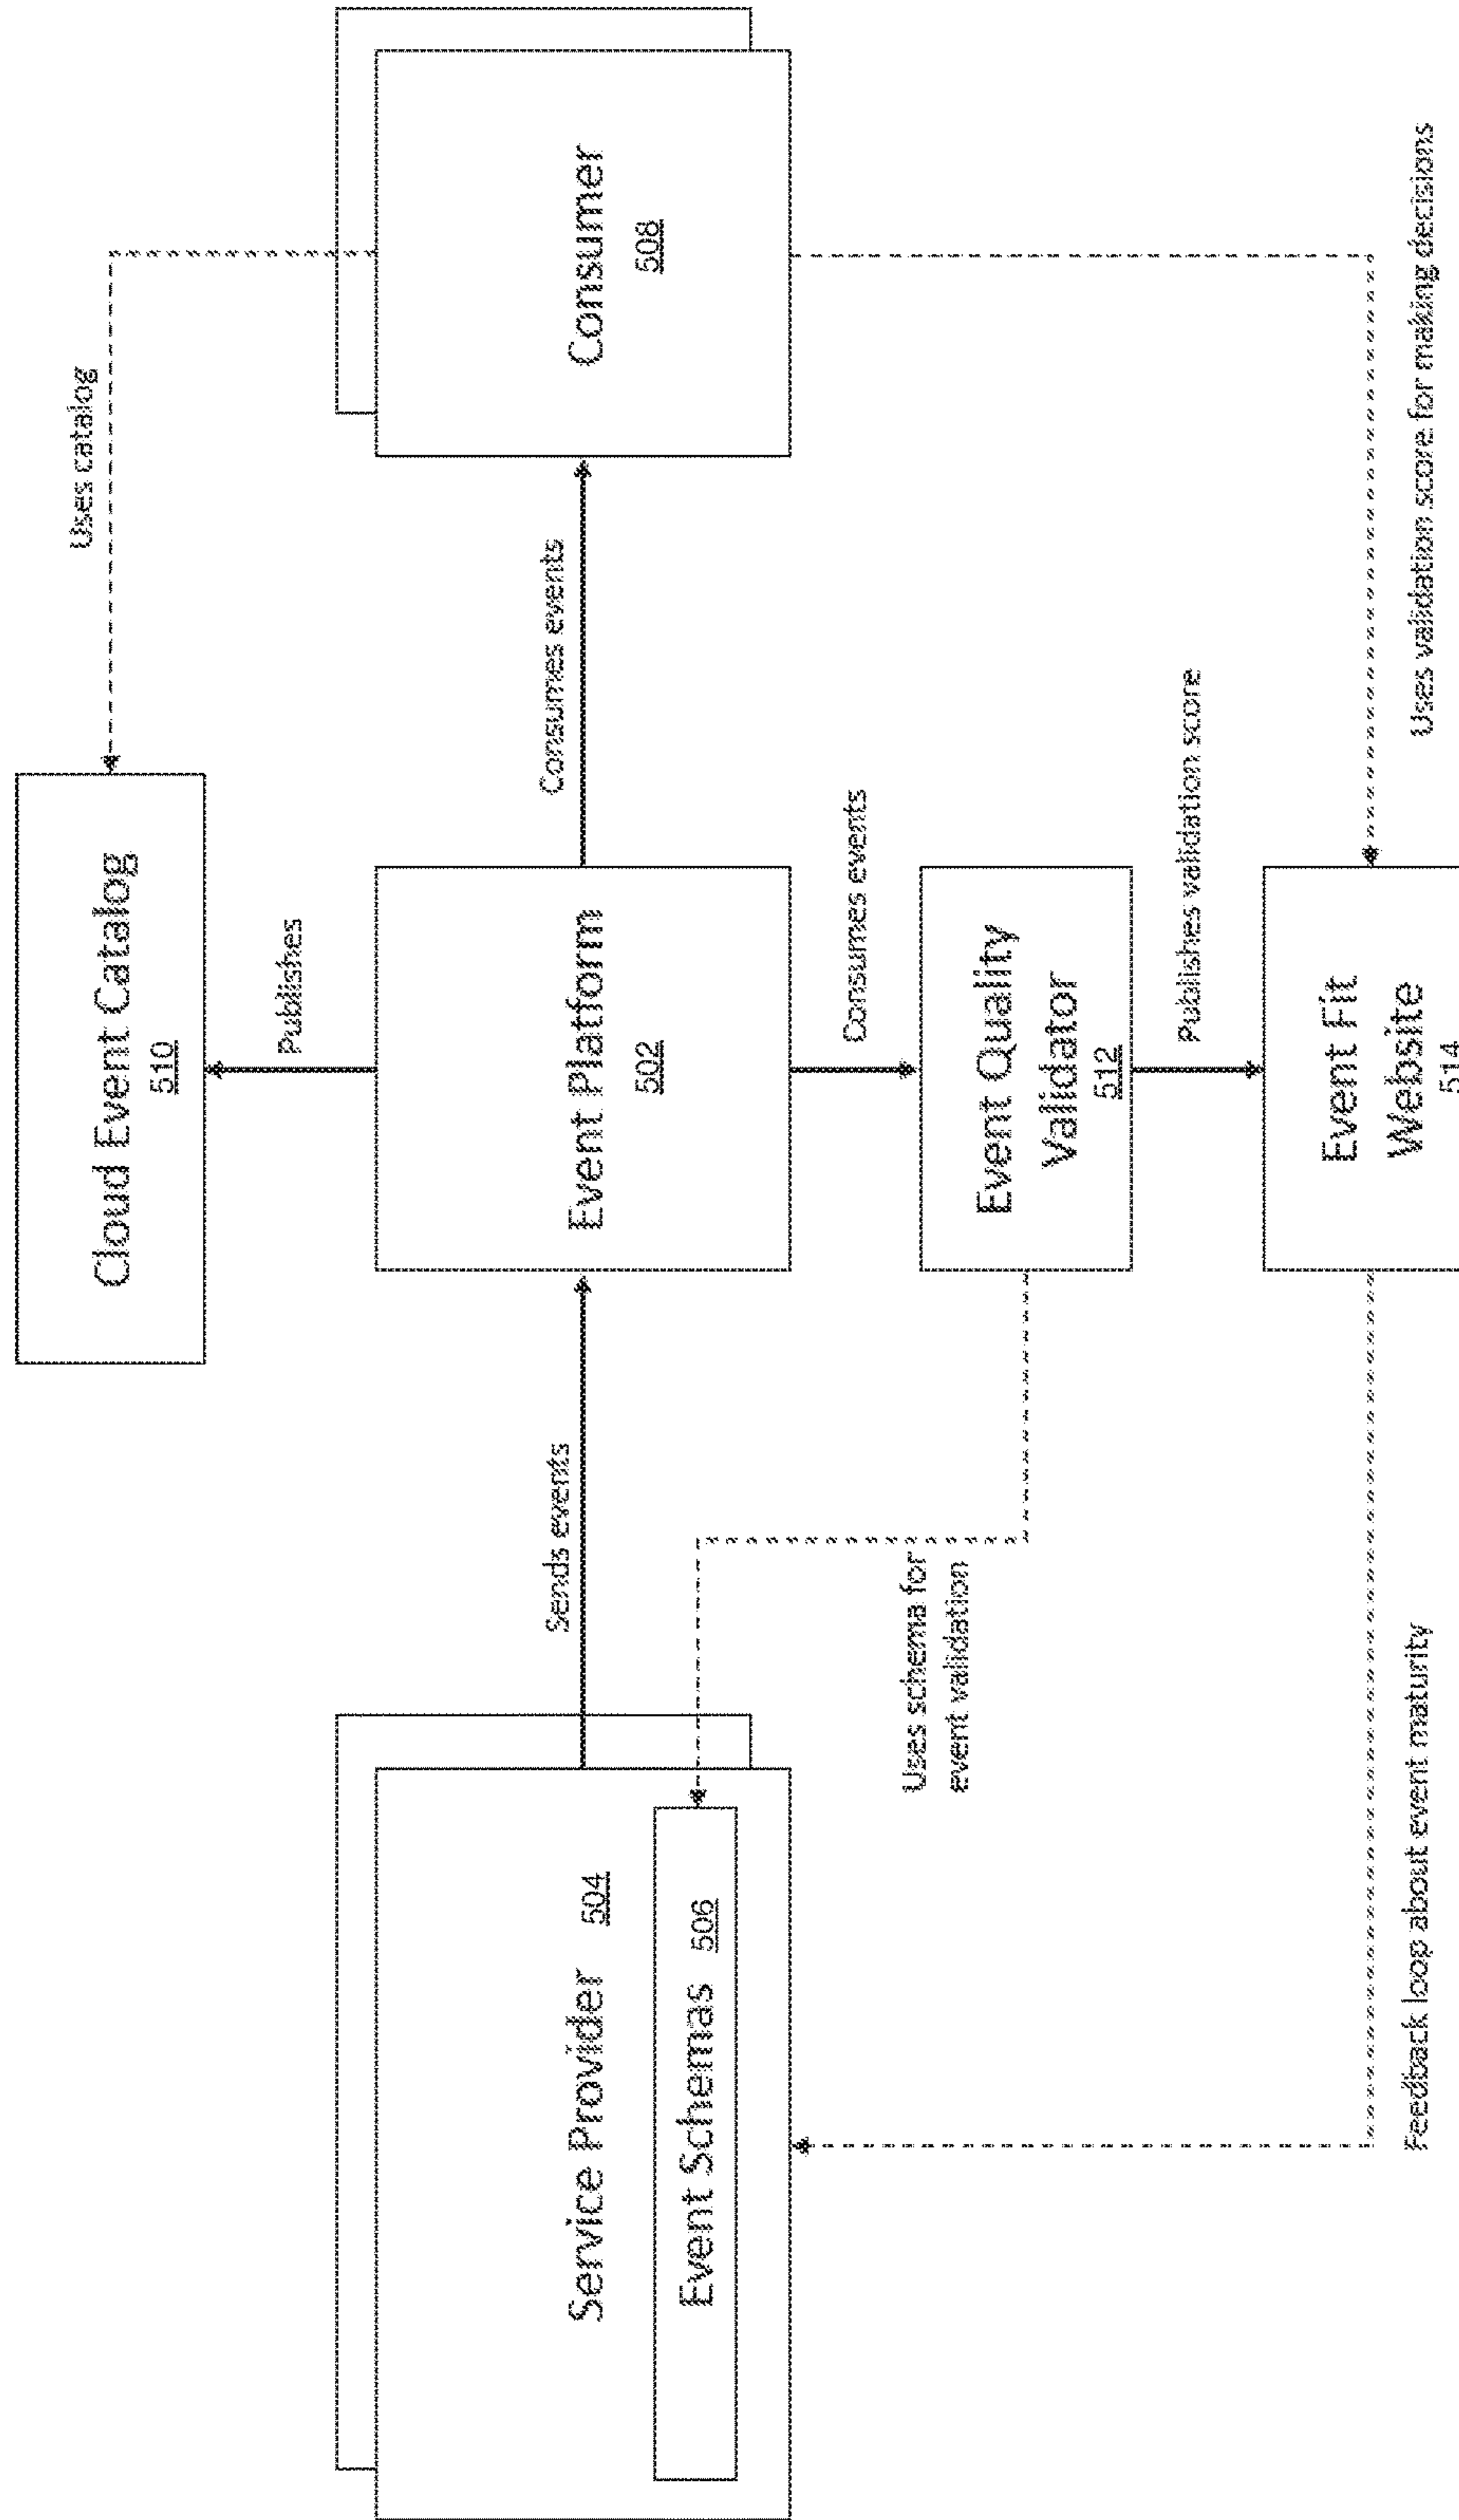 Cloud Event Catalog
510
Uses catalog
Publishes
Service Provider 504
Event Schemas 506
Sends events
Event Platform
502
Consumes events
Consumer
508
Consumes events
Uses schema for
event validation
Event Quality
Validator
512
Publishes validation score
Event Fit
Website
514
Feedback loop about event maturity
Uses validation score for making decisions